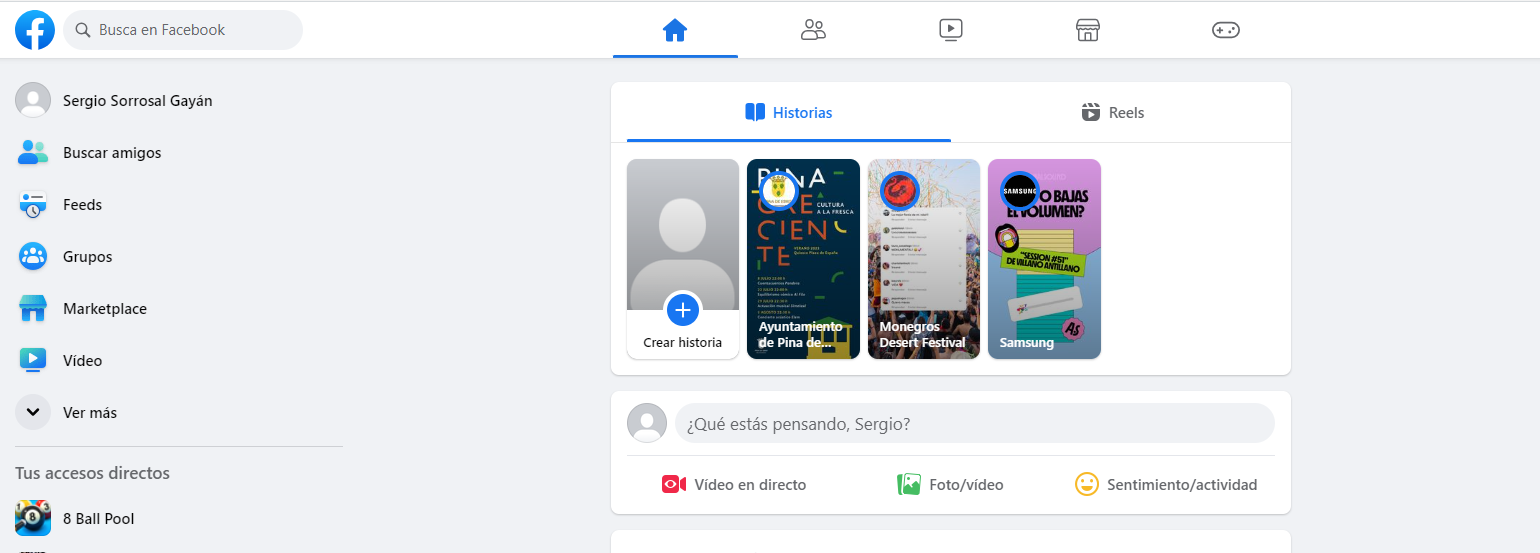 Busca en Facebook
Sergio Sorrosal Gayán
Buscar amigos
Feeds
Grupos
Marketplace
Vídeo
Ver más
Tus accesos directos
8 Ball Pool
Historias
Reels
Crear historia
PINA
CRE
CIEN
TE
CULTURA
A LA FRESCA
Ayuntamiento
de Pina de...
Monegros
Desert Festival
SAMSUNG
O BAJAS
EL VOLUMEN?
"SESSION #51"
DE VILLANO ANTILLANO
AS
Samsung
¿Qué estás pensando, Sergio?
Vídeo en directo
Foto/vídeo
Sentimiento/actividad